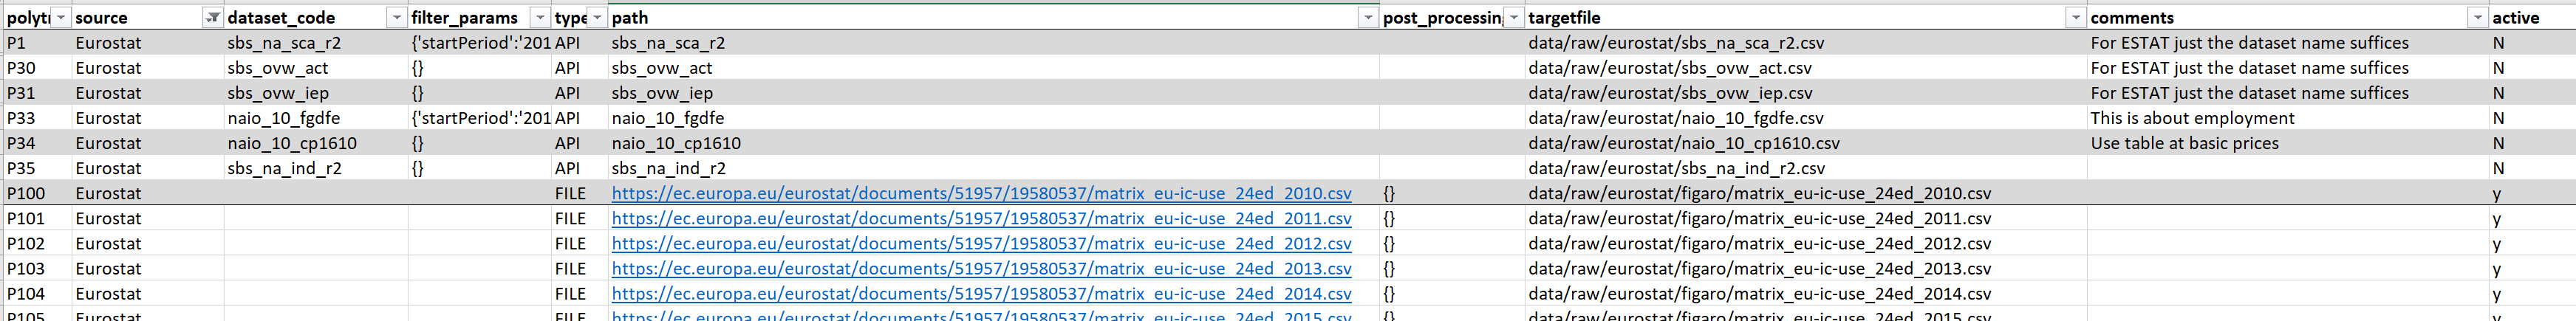 polytr source dataset_code filter_params type path post_processing targetfile comments active
P1 Eurostat sbs_na_sca_r2 {'startPeriod':'201 API sbs_na_sca_r2 data/raw/eurostat/sbs_na_sca_r2.csv For ESTAT just the dataset name suffices N
P30 Eurostat sbs_ovw_act {} API sbs_ovw_act data/raw/eurostat/sbs_ovw_act.csv For ESTAT just the dataset name suffices N
P31 Eurostat sbs_ovw_iep {} API sbs_ovw_iep data/raw/eurostat/sbs_ovw_iep.csv For ESTAT just the dataset name suffices N
P33 Eurostat naio_10_fgdfe {'startPeriod':'201 API naio_10_fgdfe data/raw/eurostat/naio_10_fgdfe.csv This is about employment N
P34 Eurostat naio_10_cp1610 {} API naio_10_cp1610 data/raw/eurostat/naio_10_cp1610.csv Use table at basic prices N
P35 Eurostat sbs_na_ind_r2 {} API sbs_na_ind_r2 data/raw/eurostat/sbs_na_ind_r2.csv N
P100 Eurostat FILE https://ec.europa.eu/eurostat/documents/51957/19580537/matrix_eu-ic-use_24ed_2010.csv {} data/raw/eurostat/figaro/matrix_eu-ic-use_24ed_2010.csv y
P101 Eurostat FILE https://ec.europa.eu/eurostat/documents/51957/19580537/matrix_eu-ic-use_24ed_2011.csv {} data/raw/eurostat/figaro/matrix_eu-ic-use_24ed_2011.csv y
P102 Eurostat FILE https://ec.europa.eu/eurostat/documents/51957/19580537/matrix_eu-ic-use_24ed_2012.csv {} data/raw/eurostat/figaro/matrix_eu-ic-use_24ed_2012.csv y
P103 Eurostat FILE https://ec.europa.eu/eurostat/documents/51957/19580537/matrix_eu-ic-use_24ed_2013.csv {} data/raw/eurostat/figaro/matrix_eu-ic-use_24ed_2013.csv y
P104 Eurostat FILE https://ec.europa.eu/eurostat/documents/51957/19580537/matrix_eu-ic-use_24ed_2014.csv {} data/raw/eurostat/figaro/matrix_eu-ic-use_24ed_2014.csv y
P105 Eurostat FILE https://ec.europa.eu/eurostat/documents/51957/19580537/matrix_eu-ic-use_24ed_2015.csv {} data/raw/eurostat/figaro/matrix_eu-ic-use_24ed_2015.csv y